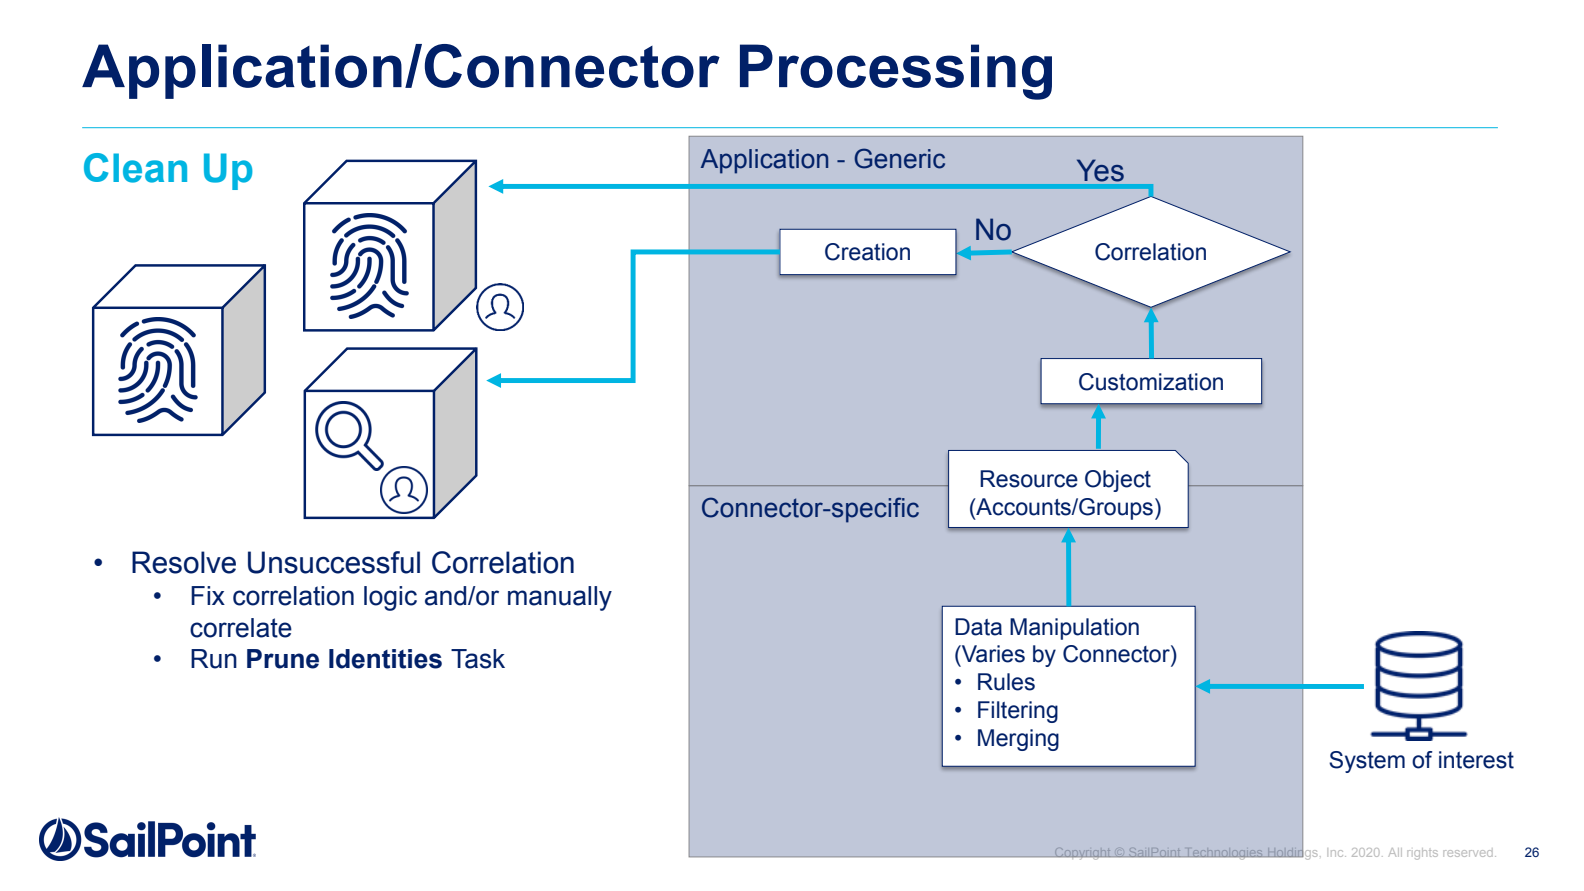 Application/Connector Processing
Clean Up
Application - Generic
Yes
No
Creation
Correlation
Customization
Resource Object
(Accounts/Groups)
Connector-specific
• Resolve Unsuccessful Correlation
• Fix correlation logic and/or manually
correlate
• Run Prune Identities Task
Data Manipulation
(Varies by Connector)
• Rules
• Filtering
• Merging
System of interest
SailPoint
Copyright © SailPoint Technologies Holdings, Inc. 2020. All rights reserved.
26